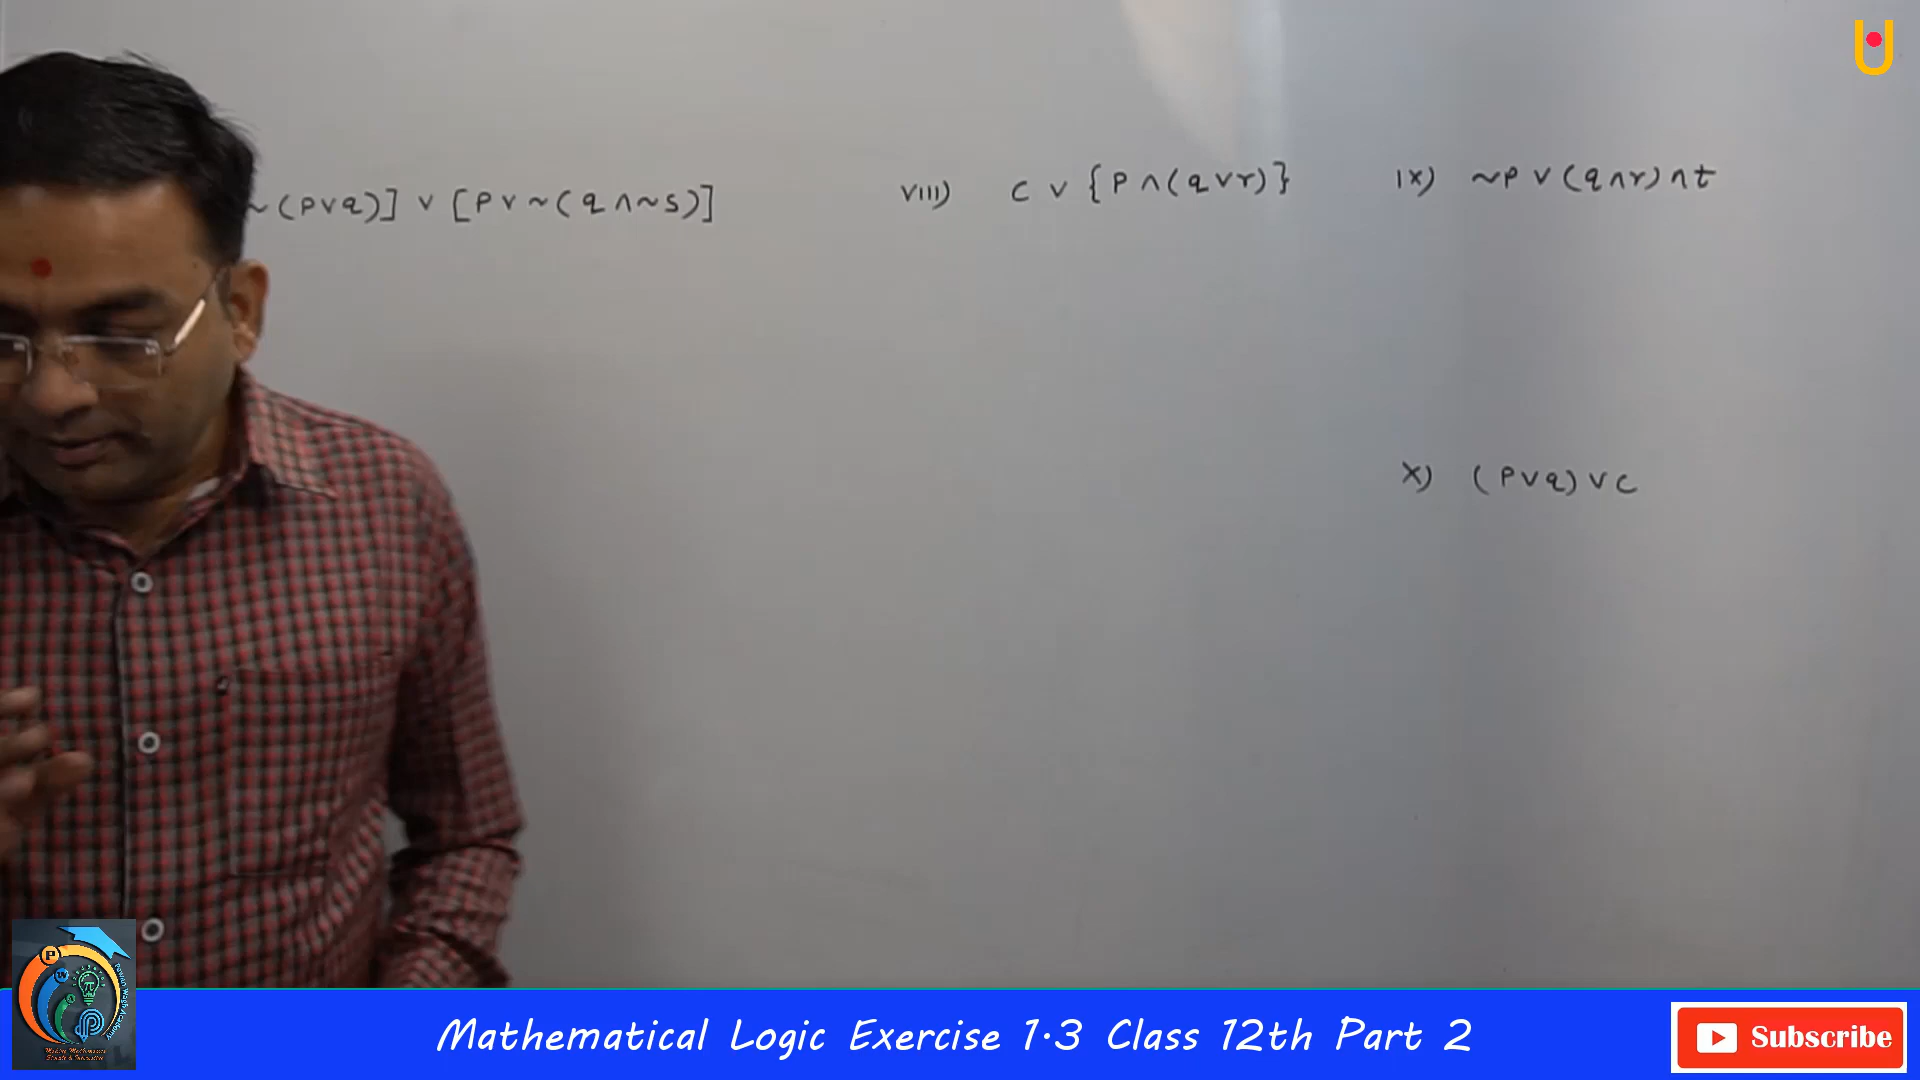 ~(p∨q)] ∨ [p∨~(q∧~s)]
VIII) c ∨ {p∧(q∨r)}
IX) ~p∨(q∧r)∧t
X) (p∨q)∨c
Mathematical Logic Exercise 1.3 Class 12th Part 2
Subscribe